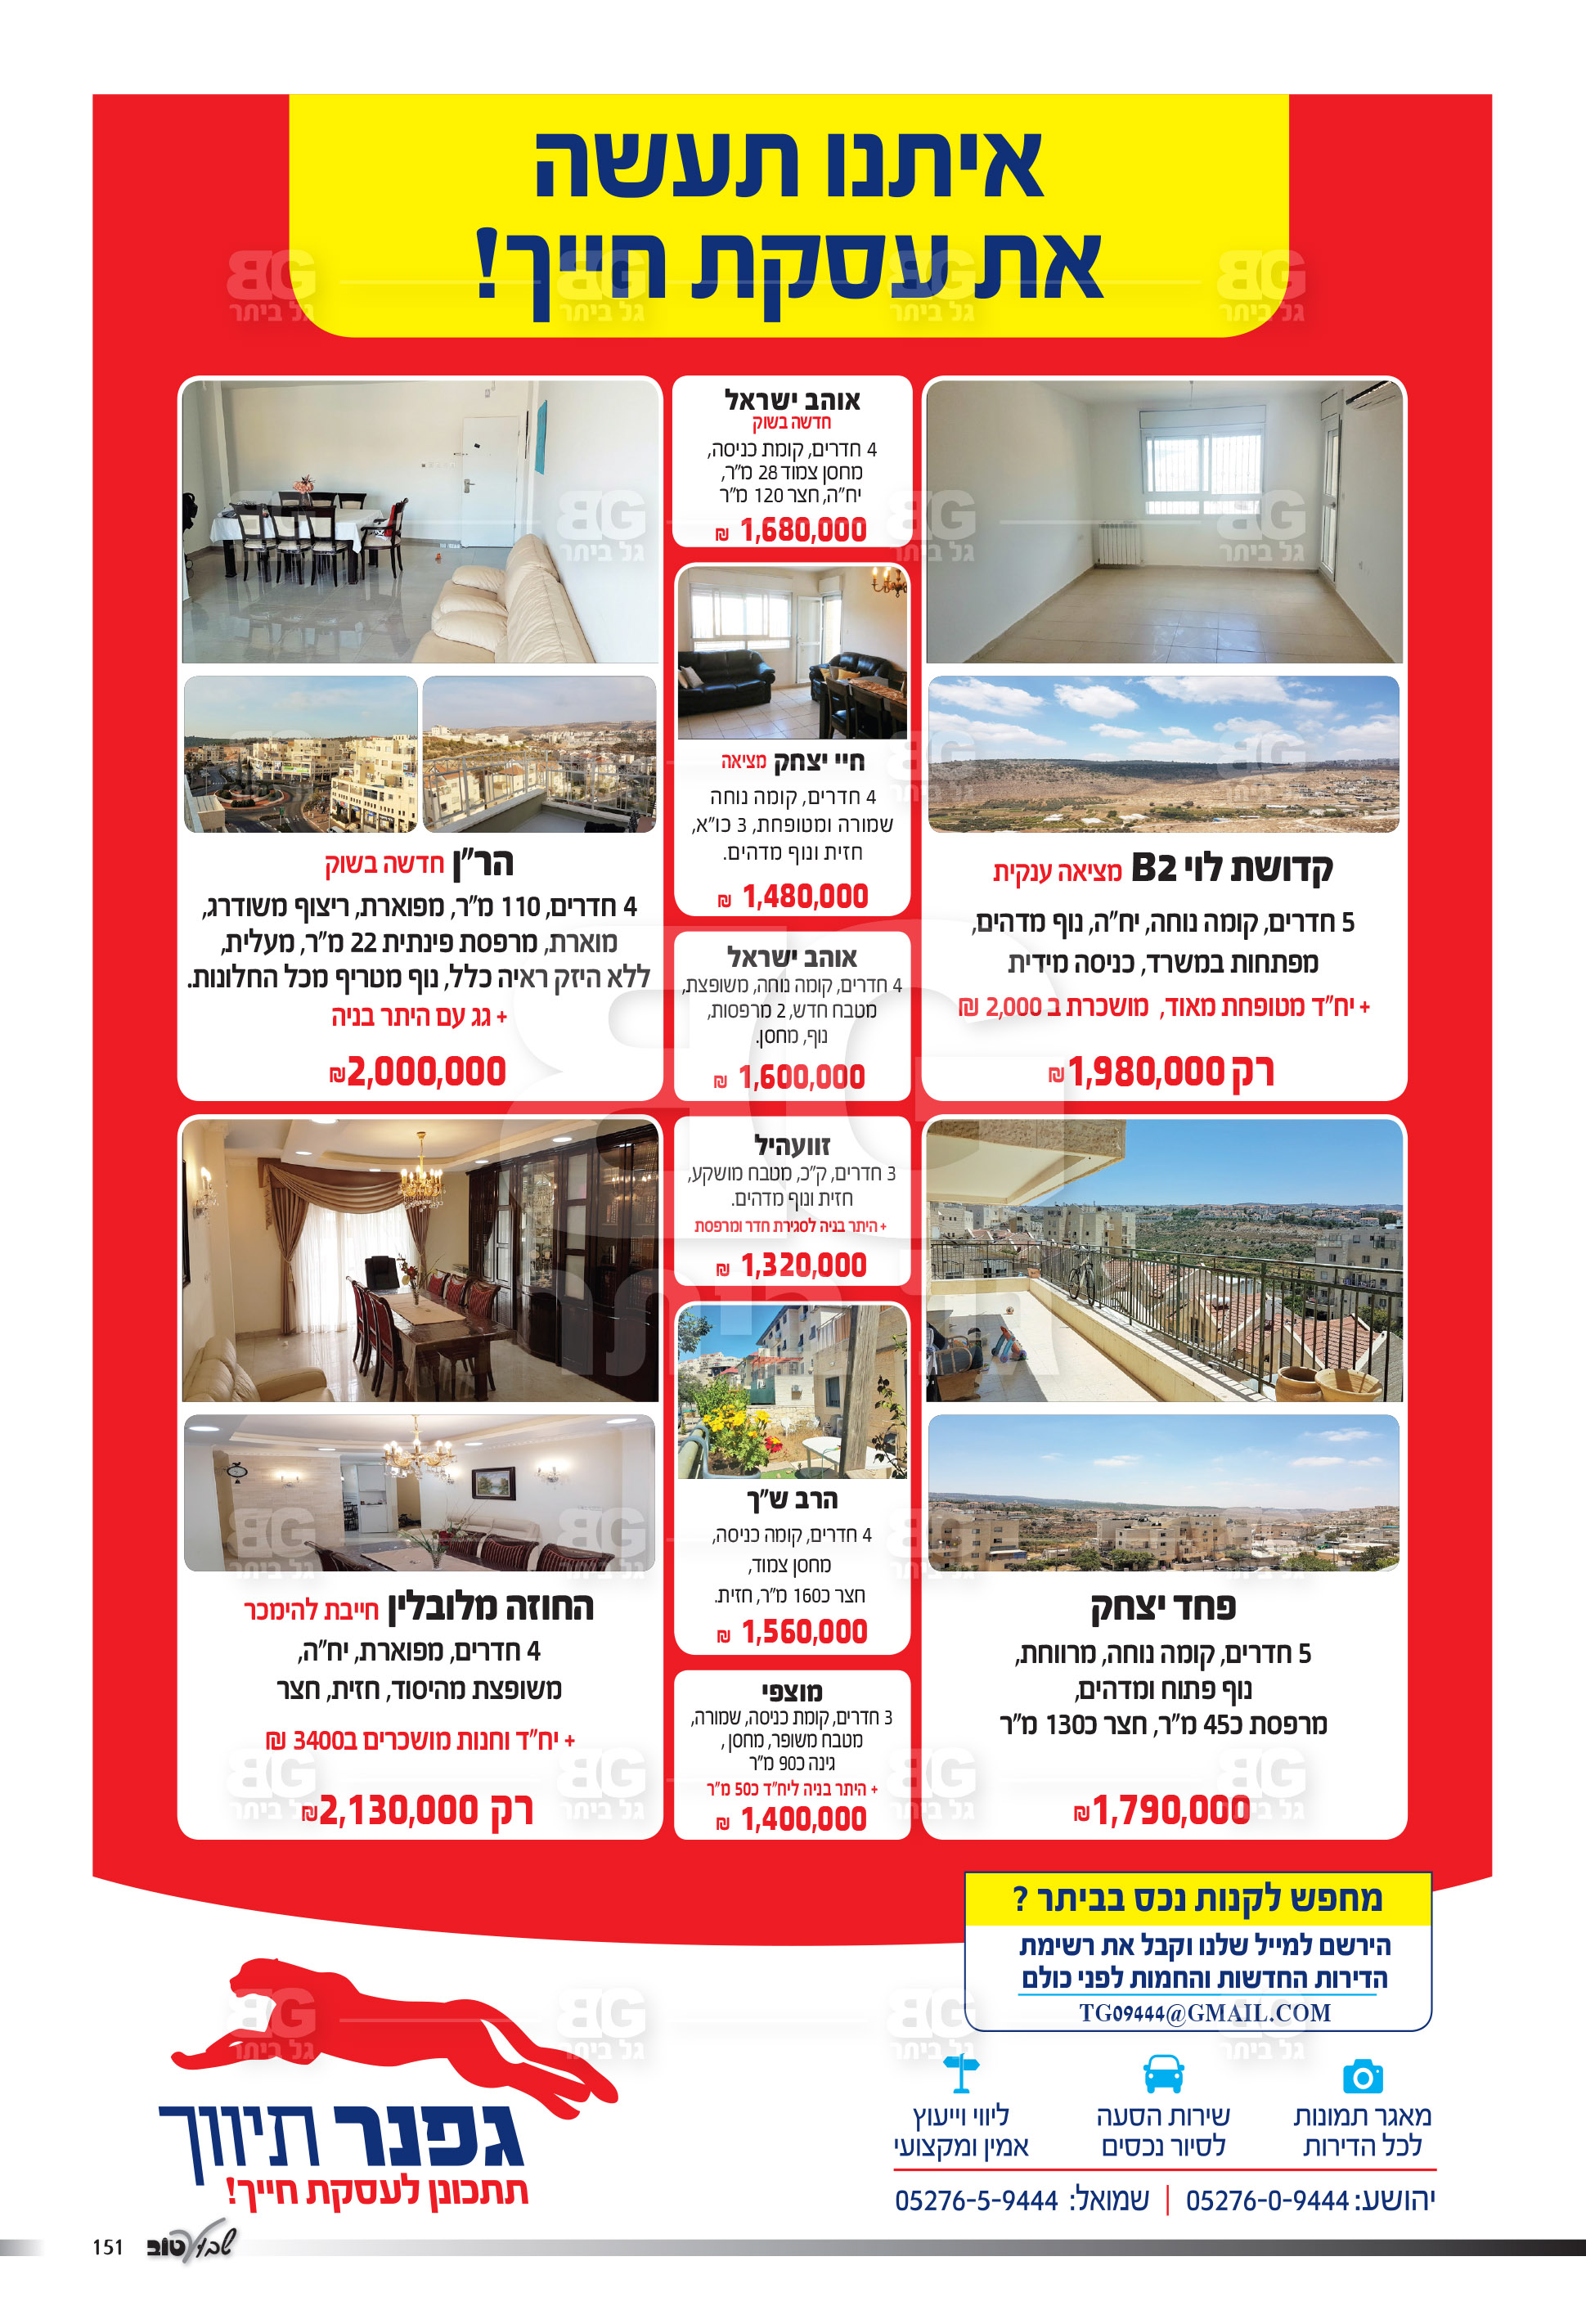 איתנו תעשה
את עסקת חייך!
קדושת לוי B2 מציאה ענקית
5 חדרים, קומה נוחה, יח"ה, נוף מדהים,
מפתחות במשרד, כניסה מידית
+ יח"ד מטופחת מאוד, מושכרת ב 2,000 ₪
רק 1,980,000 ₪
פחד יצחק
5 חדרים, קומה נוחה, מרווחת,
נוף פתוח ומדהים,
מרפסת כ45 מ"ר, חצר כ130 מ"ר
1,790,000 ₪
אוהב ישראל
חדשה בשוק
4 חדרים, קומת כניסה,
מחסן צמוד 28 מ"ר,
יח"ה, חצר 120 מ"ר
1,680,000 ₪
חיי יצחק מציאה
4 חדרים, קומה נוחה
שמורה ומטופחת, 3 כו"א,
חזית ונוף מדהים.
1,480,000 ₪
אוהב ישראל
4 חדרים, קומה נוחה, משופצת,
מטבח חדש, 2 מרפסות,
נוף, מחסן.
1,600,000 ₪
זוועהיל
3 חדרים, ק"כ, מטבח מושקע,
חזית ונוף מדהים.
+ היתר בניה לסגירת חדר ומרפסת
1,320,000 ₪
הרב ש"ך
4 חדרים, קומה כניסה,
מחסן צמוד,
חצר כ160 מ"ר, חזית.
1,560,000 ₪
מוצפי
3 חדרים, קומת כניסה, שמורה,
מטבח משופר, מחסן ,
גינה כ90 מ"ר
+ היתר בניה ליח"ד כ50 מ"ר
1,400,000 ₪
הר"ן חדשה בשוק
4 חדרים, 110 מ"ר, מפוארת, ריצוף משודרג,
מוארת, מרפסת פינתית 22 מ"ר, מעלית,
ללא היזק ראיה כלל, נוף מטריף מכל החלונות.
+ גג עם היתר בניה
2,000,000 ₪
החוזה מלובלין חייבת להימכר
4 חדרים, מפוארת, יח"ה,
משופצת מהיסוד, חזית, חצר
+ יח"ד וחנות מושכרים ב3400 ₪
רק 2,130,000 ₪
מחפש לקנות נכס בביתר ?
הירשם למייל שלנו וקבל את רשימת
הדירות החדשות והחמות לפני כולם
TG09444@GMAIL.COM
מאגר תמונות
לכל הדירות
שירות הסעה
לסיור נכסים
ליווי וייעוץ
אמין ומקצועי
יהושע: 05276-0-9444 | שמואל: 05276-5-9444
גפנר תיווך
תתכונן לעסקת חייך!
151 שבוע טוב
BG
גל ביתר